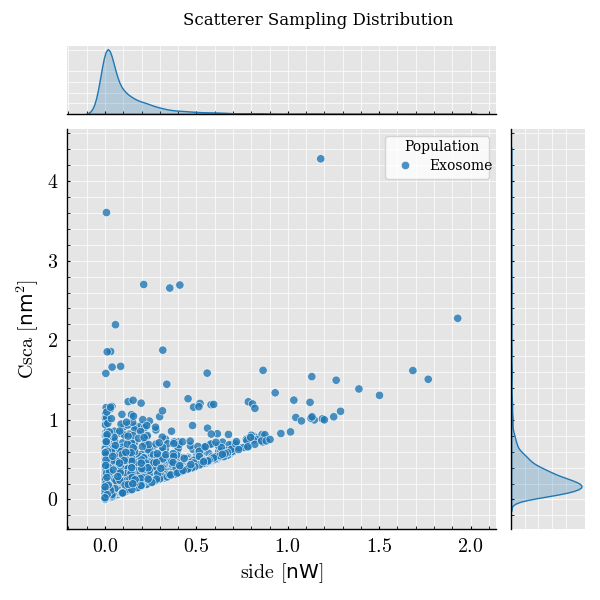 Scatterer Sampling Distribution
Population
Exosome
4
3
2
1
0
Csca [nm²]
0.0 0.5 1.0 1.5 2.0
side [nW]